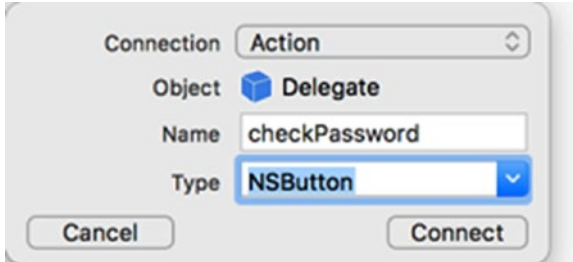 Connection Action
Object Delegate
Name checkPassword
Type NSButton
Cancel Connect